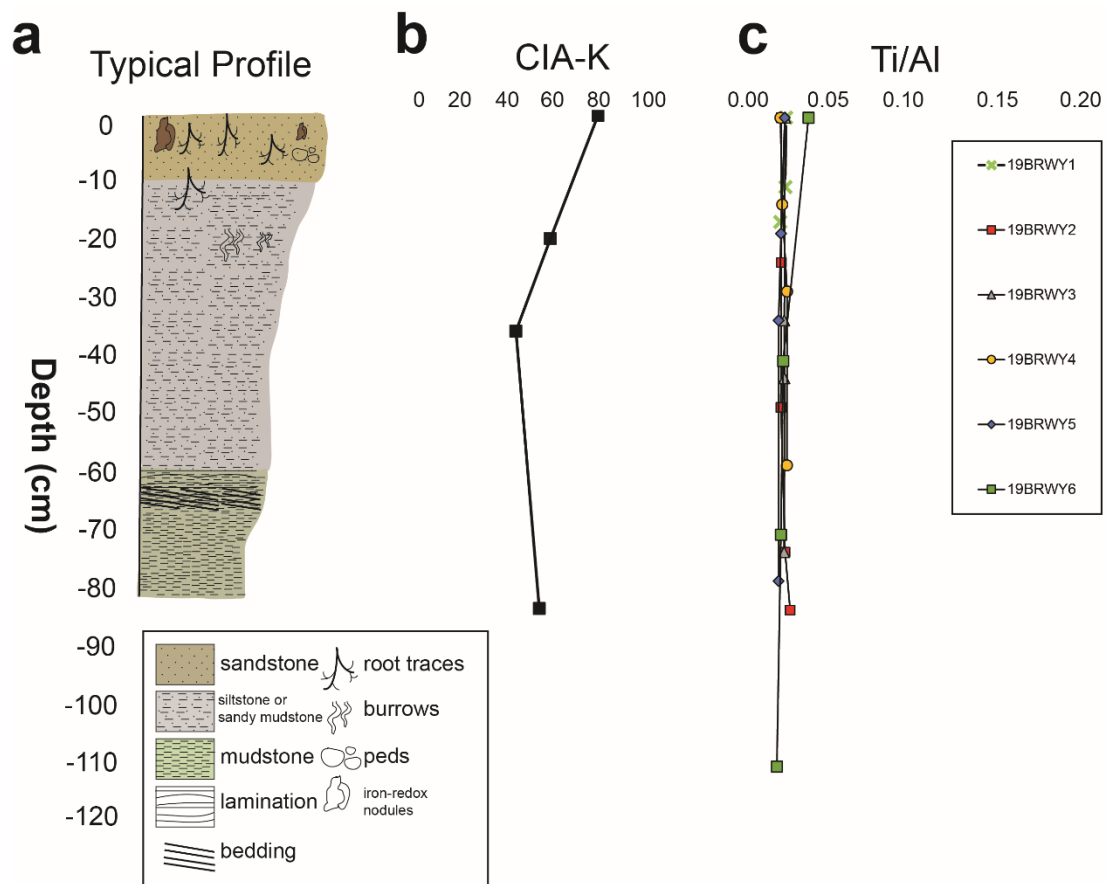 a
Typical Profile
b
CIA-K
c
Ti/Al
0 20 40 60 80 100
0.00 0.05 0.10 0.15 0.20
Depth (cm)
0
-10
-20
-30
-40
-50
-60
-70
-80
-90
-100
-110
-120
sandstone
root traces
siltstone or
sandy mudstone
burrows
mudstone
peds
lamination
iron-redox
nodules
bedding
19BRWY1
19BRWY2
19BRWY3
19BRWY4
19BRWY5
19BRWY6